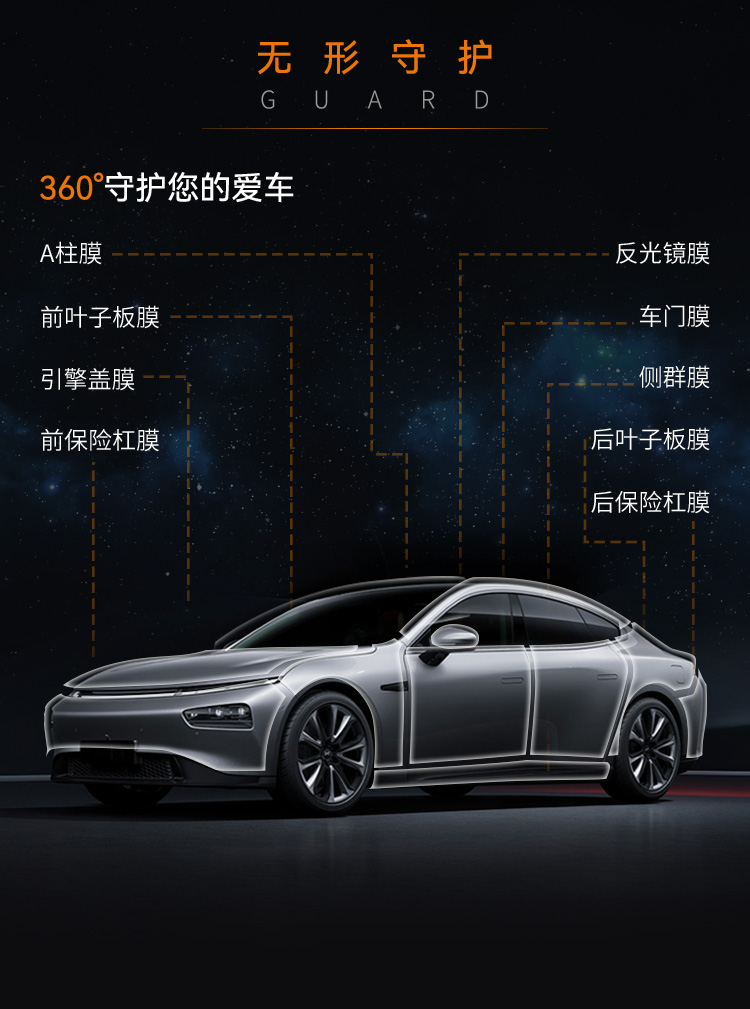 无形守护
GUARD
360°守护您的爱车
A柱膜
前叶子板膜
引擎盖膜
前保险杠膜
反光镜膜
车门膜
侧群膜
后叶子板膜
后保险杠膜